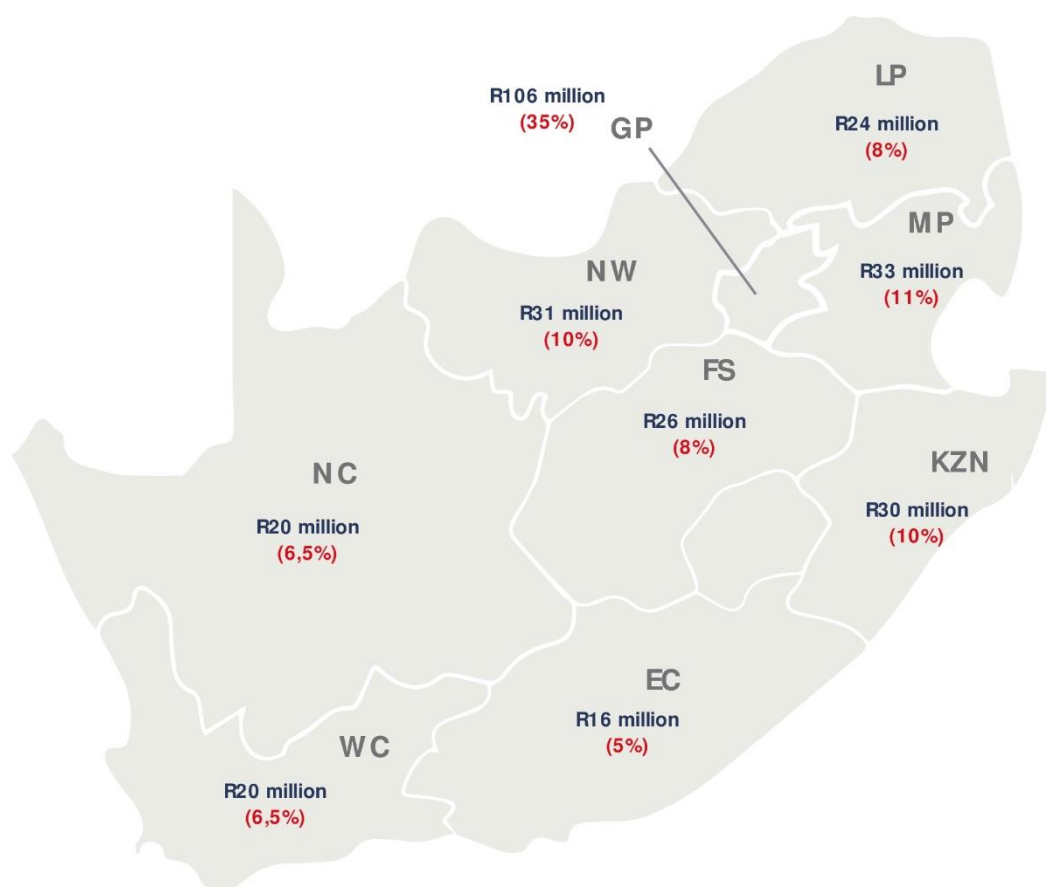 LP
R24 million
(8%)
R106 million
(35%)
GP
MP
R33 million
(11%)
NW
R31 million
(10%)
FS
R26 million
(8%)
KZN
R30 million
(10%)
NC
R20 million
(6,5%)
EC
R16 million
(5%)
WC
R20 million
(6,5%)